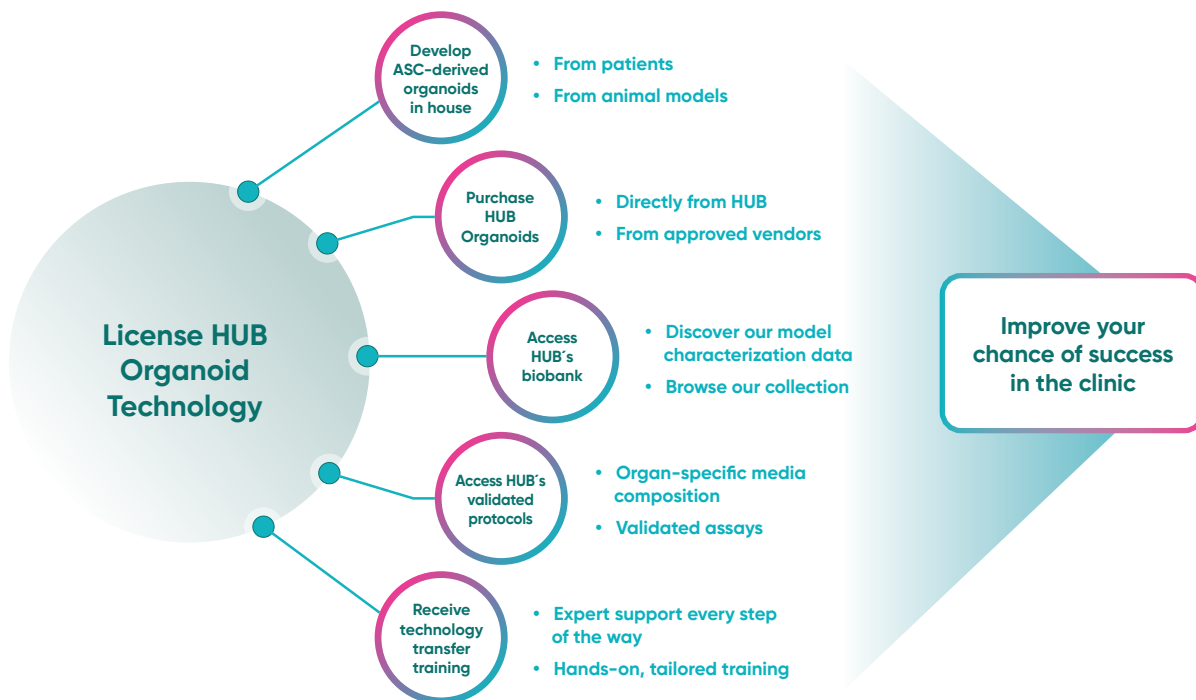 License HUB
Organoid
Technology
Develop
ASC-derived
organoids
in house
• From patients
• From animal models
Purchase
HUB
Organoids
• Directly from HUB
• From approved vendors
Access
HUB´s
biobank
• Discover our model
characterization data
• Browse our collection
Access HUB´s
validated
protocols
• Organ-specific media
composition
• Validated assays
Receive
technology
transfer
training
• Expert support every step
of the way
• Hands-on, tailored training
Improve your
chance of success
in the clinic